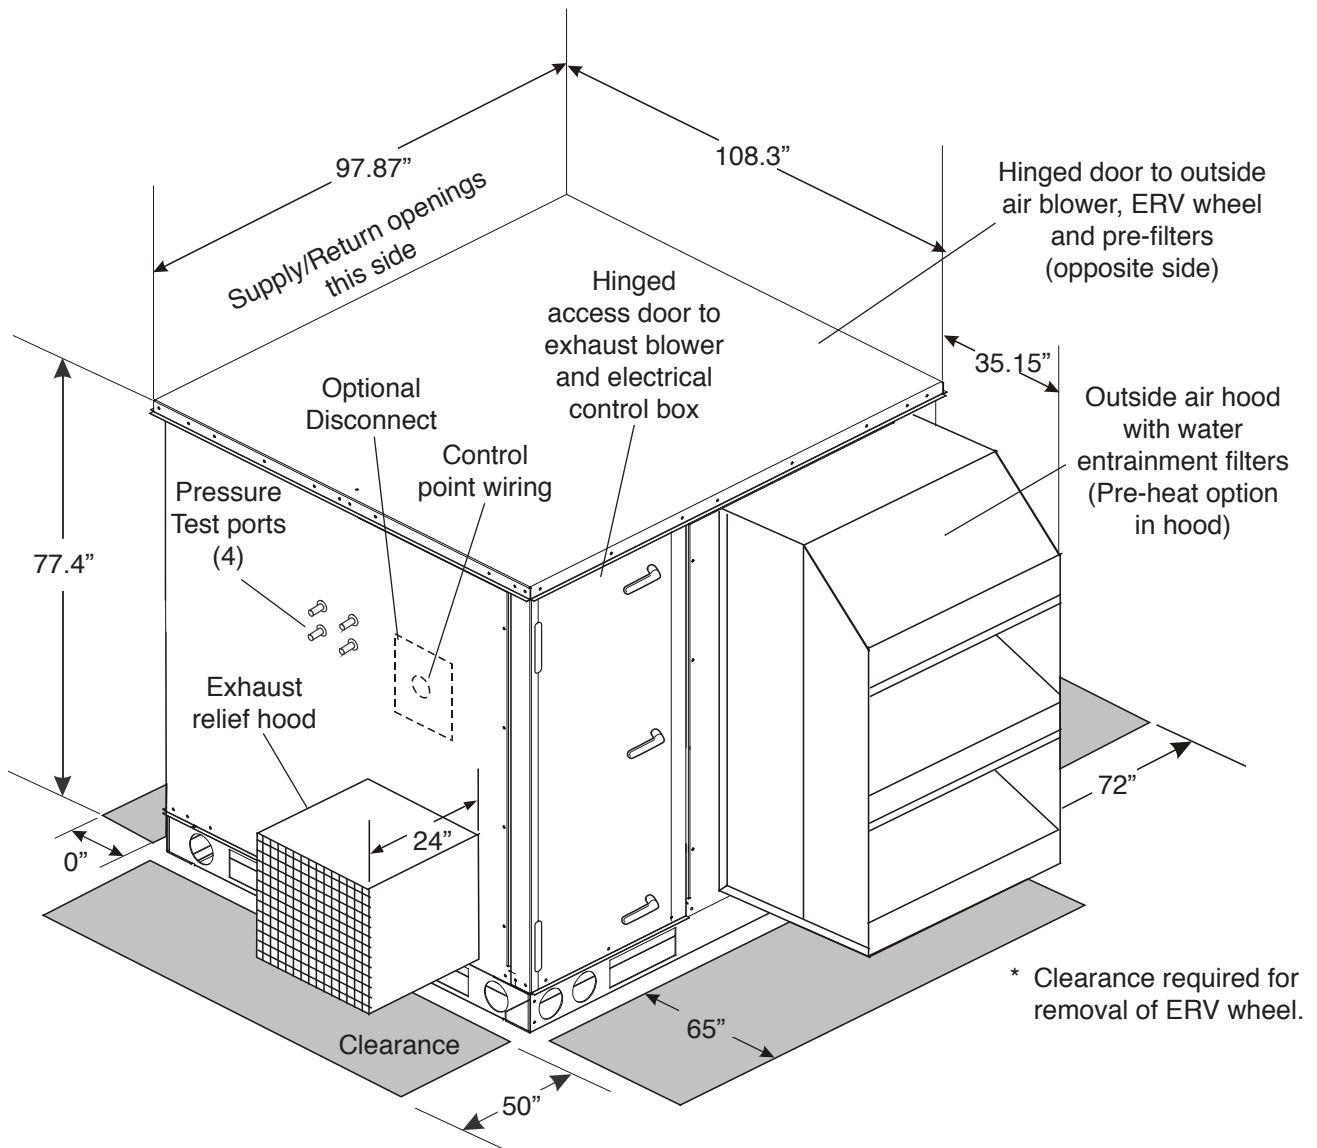 97.87”
108.3”
Supply/Return openings
this side
Hinged door to outside
air blower, ERV wheel
and pre-filters
(opposite side)
Hinged
access door to
exhaust blower
and electrical
control box
35.15”
Optional
Disconnect
Outside air hood
with water
entrainment filters
(Pre-heat option
in hood)
Control
point wiring
Pressure
Test ports
(4)
77.4”
Exhaust
relief hood
72”
24”
0”
* Clearance required for
removal of ERV wheel.
65”
Clearance
50”